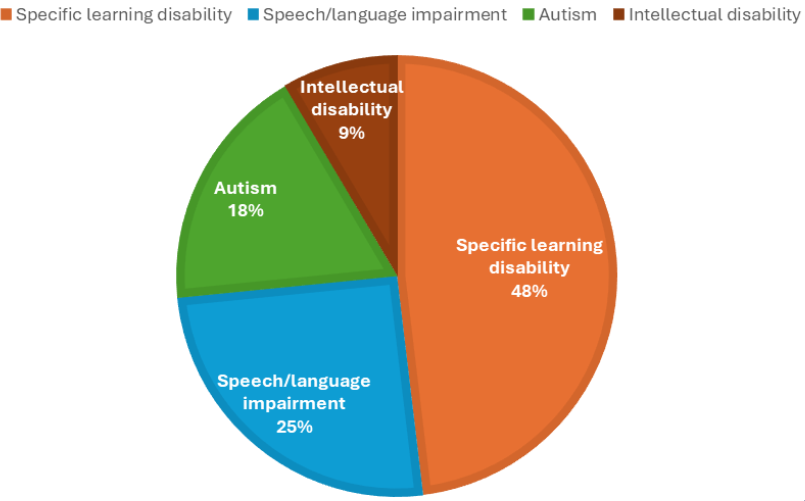 Specific learning disability Speech/language impairment Autism Intellectual disability
Intellectual
disability
9%
Autism
18%
Specific learning
disability
48%
Speech/language
impairment
25%